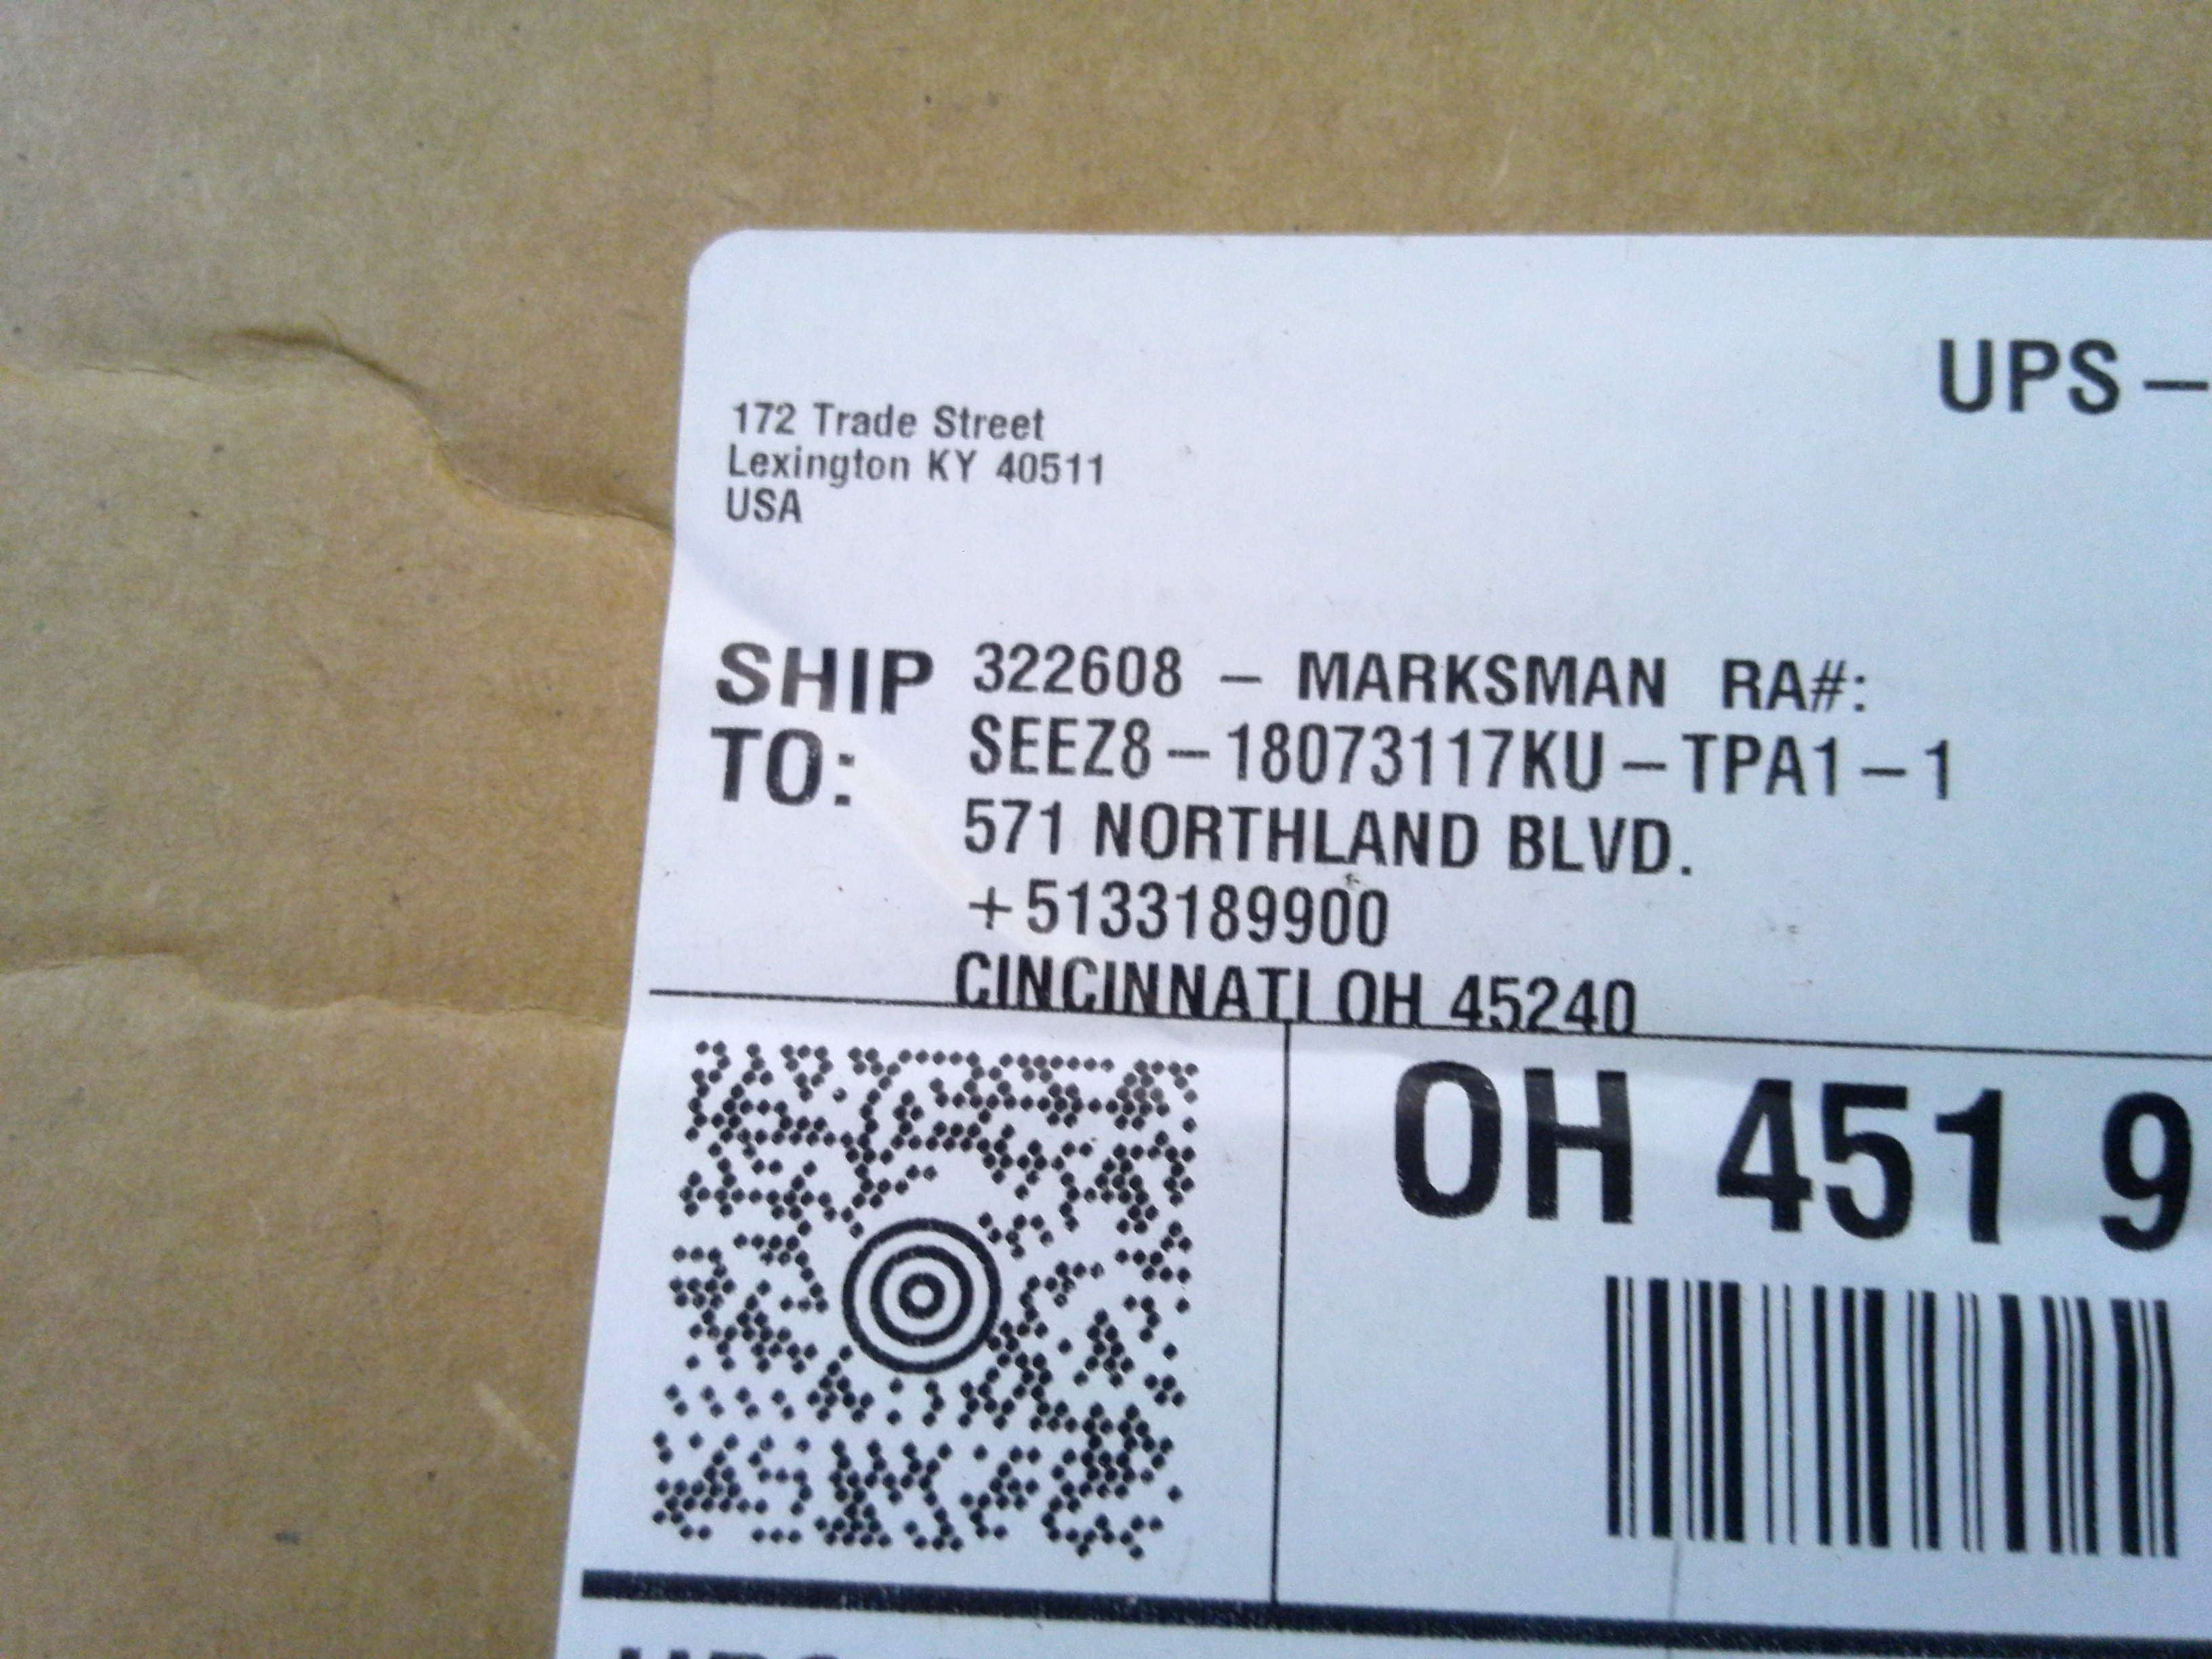 UPS –
172 Trade Street
Lexington KY 40511
USA
SHIP TO:
322608 – MARKSMAN RA#:
SEEZ8–18073117KU–TPA1–1
571 NORTHLAND BLVD.
+5133189900
CINCINNATI OH 45240
OH 451 9